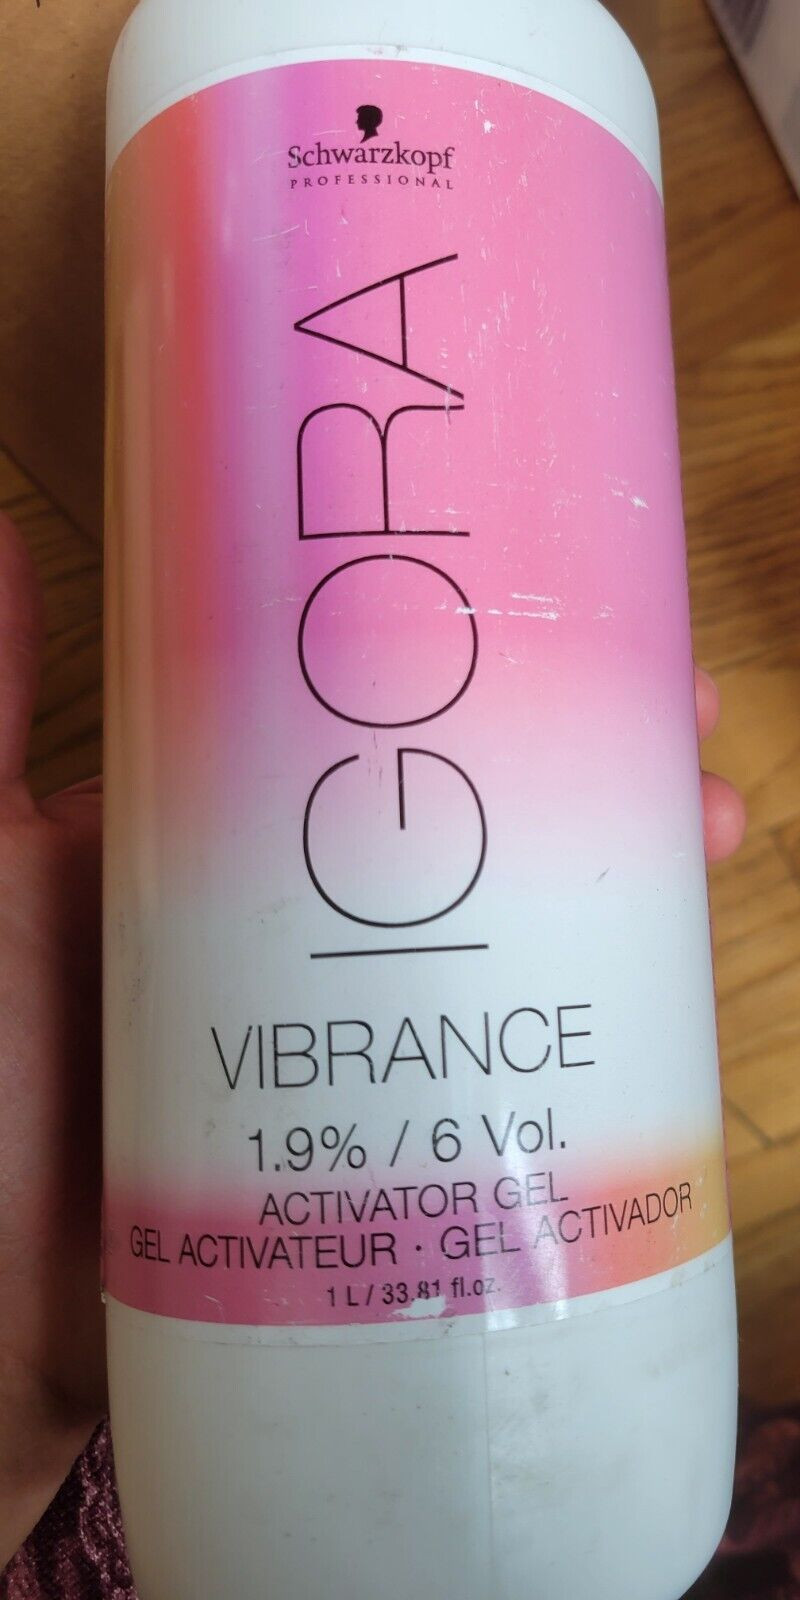 Schwarzkopf
PROFESSIONAL
IGORA
VIBRANCE
1.9% / 6 Vol.
ACTIVATOR GEL
GEL ACTIVATEUR · GEL ACTIVADOR
1 L / 33.81 fl.oz.